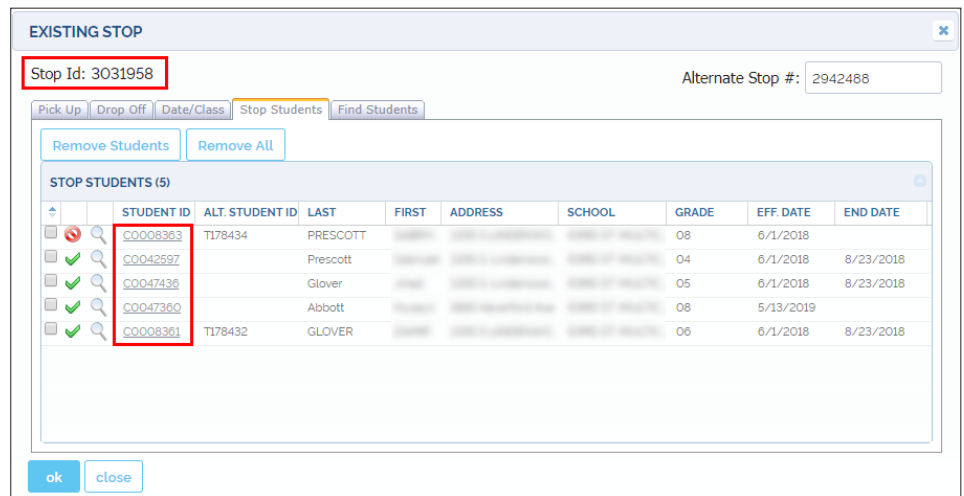 EXISTING STOP
Stop Id: 3031958 Alternate Stop #: 2942488
Pick Up Drop Off Date/Class Stop Students Find Students
Remove Students Remove All
STOP STUDENTS (5)
STUDENT ID ALT. STUDENT ID LAST FIRST ADDRESS SCHOOL GRADE EFF. DATE END DATE
C0008363 T178434 PRESCOTT 08 6/1/2018
C0042597 Prescott 04 6/1/2018 8/23/2018
C0047436 Glover 05 6/1/2018 8/23/2018
C0047360 Abbott 08 5/13/2019
C0008361 T178432 GLOVER 06 6/1/2018 8/23/2018
ok close